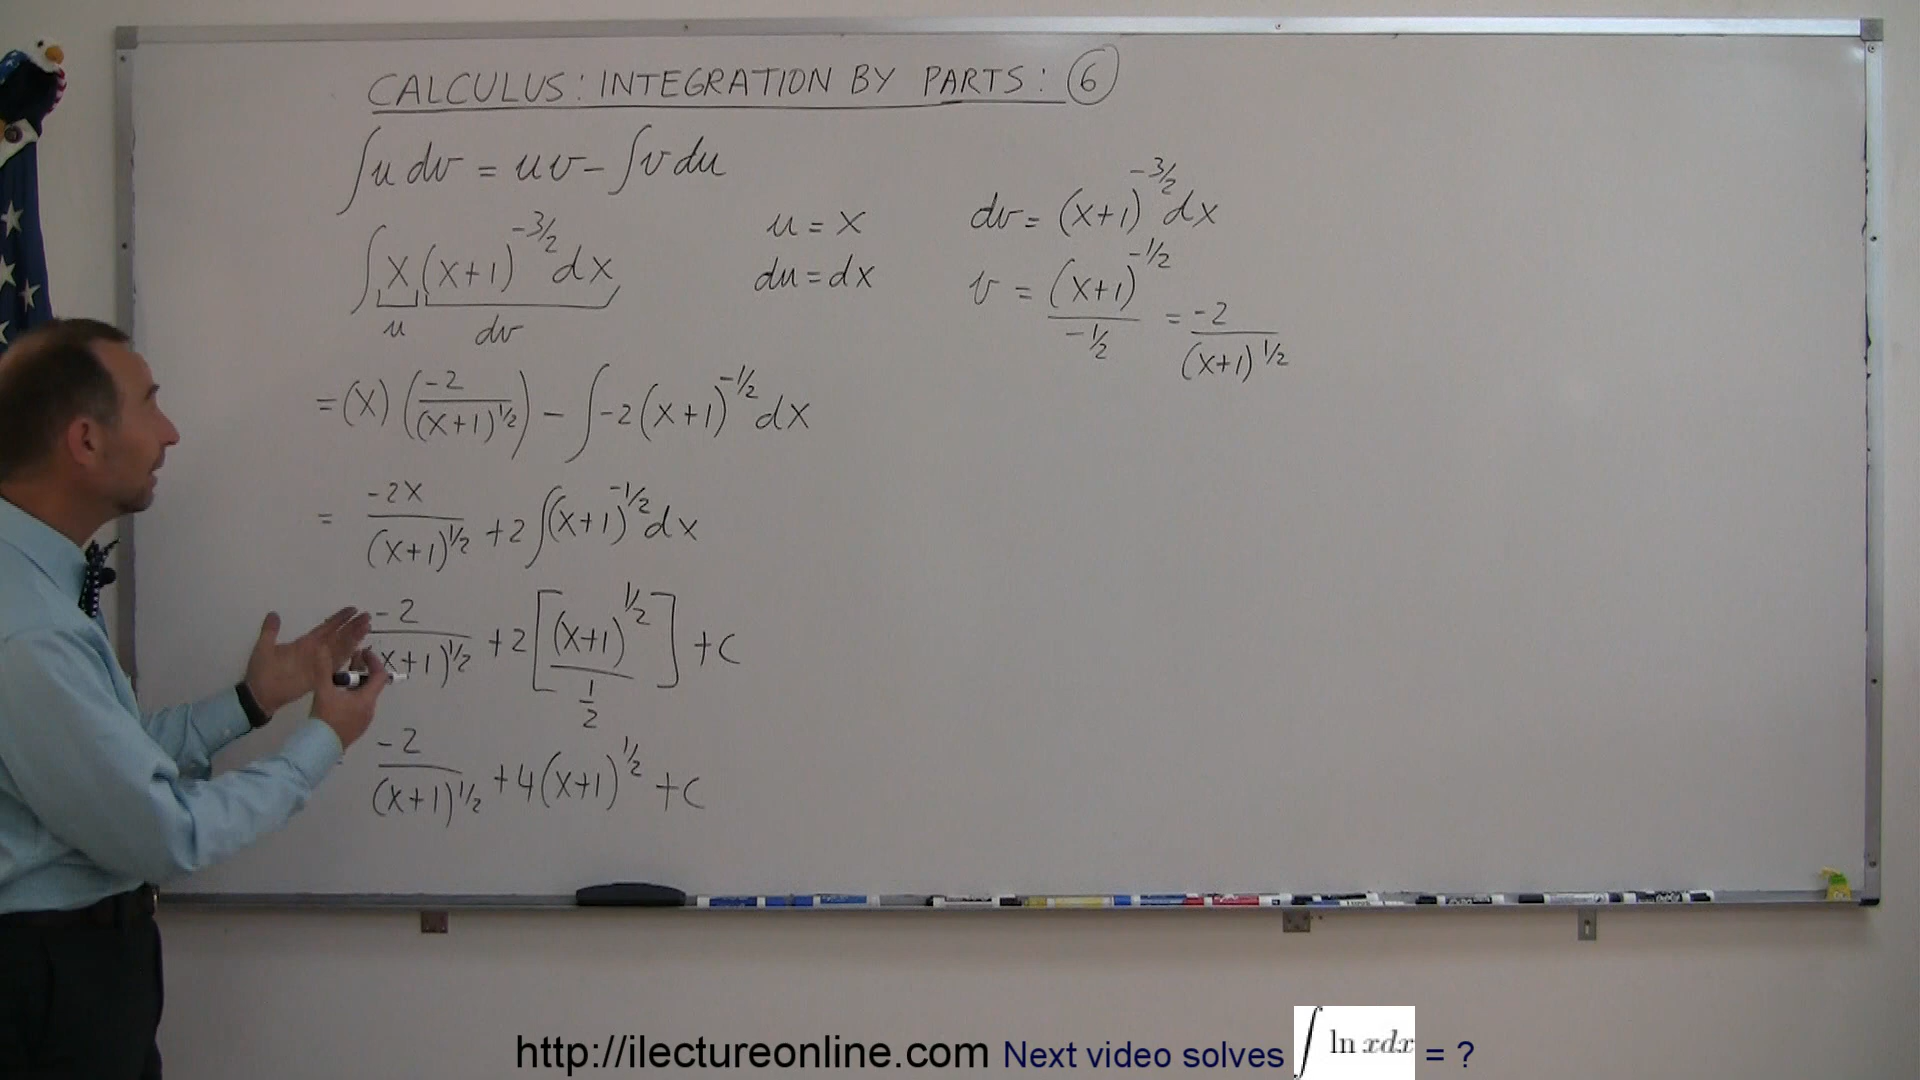 CALCULUS: INTEGRATION BY PARTS: 6
∫u dv = uv - ∫v du
∫x(x+1)^(-3/2) dx
u dv
u = x
du = dx
dv = (x+1)^(-3/2) dx
v = (x+1)^(-1/2) / (-1/2) = -2/(x+1)^(1/2)
= (x)(-2/(x+1)^(1/2)) - ∫-2(x+1)^(-1/2) dx
= -2x/(x+1)^(1/2) + 2∫(x+1)^(-1/2) dx
-2/(x+1)^(1/2) + 2[(x+1)^(1/2) / (1/2)] + C
-2/(x+1)^(1/2) + 4(x+1)^(1/2) + C
http://ilectureonline.com Next video solves ∫ ln xdx = ?